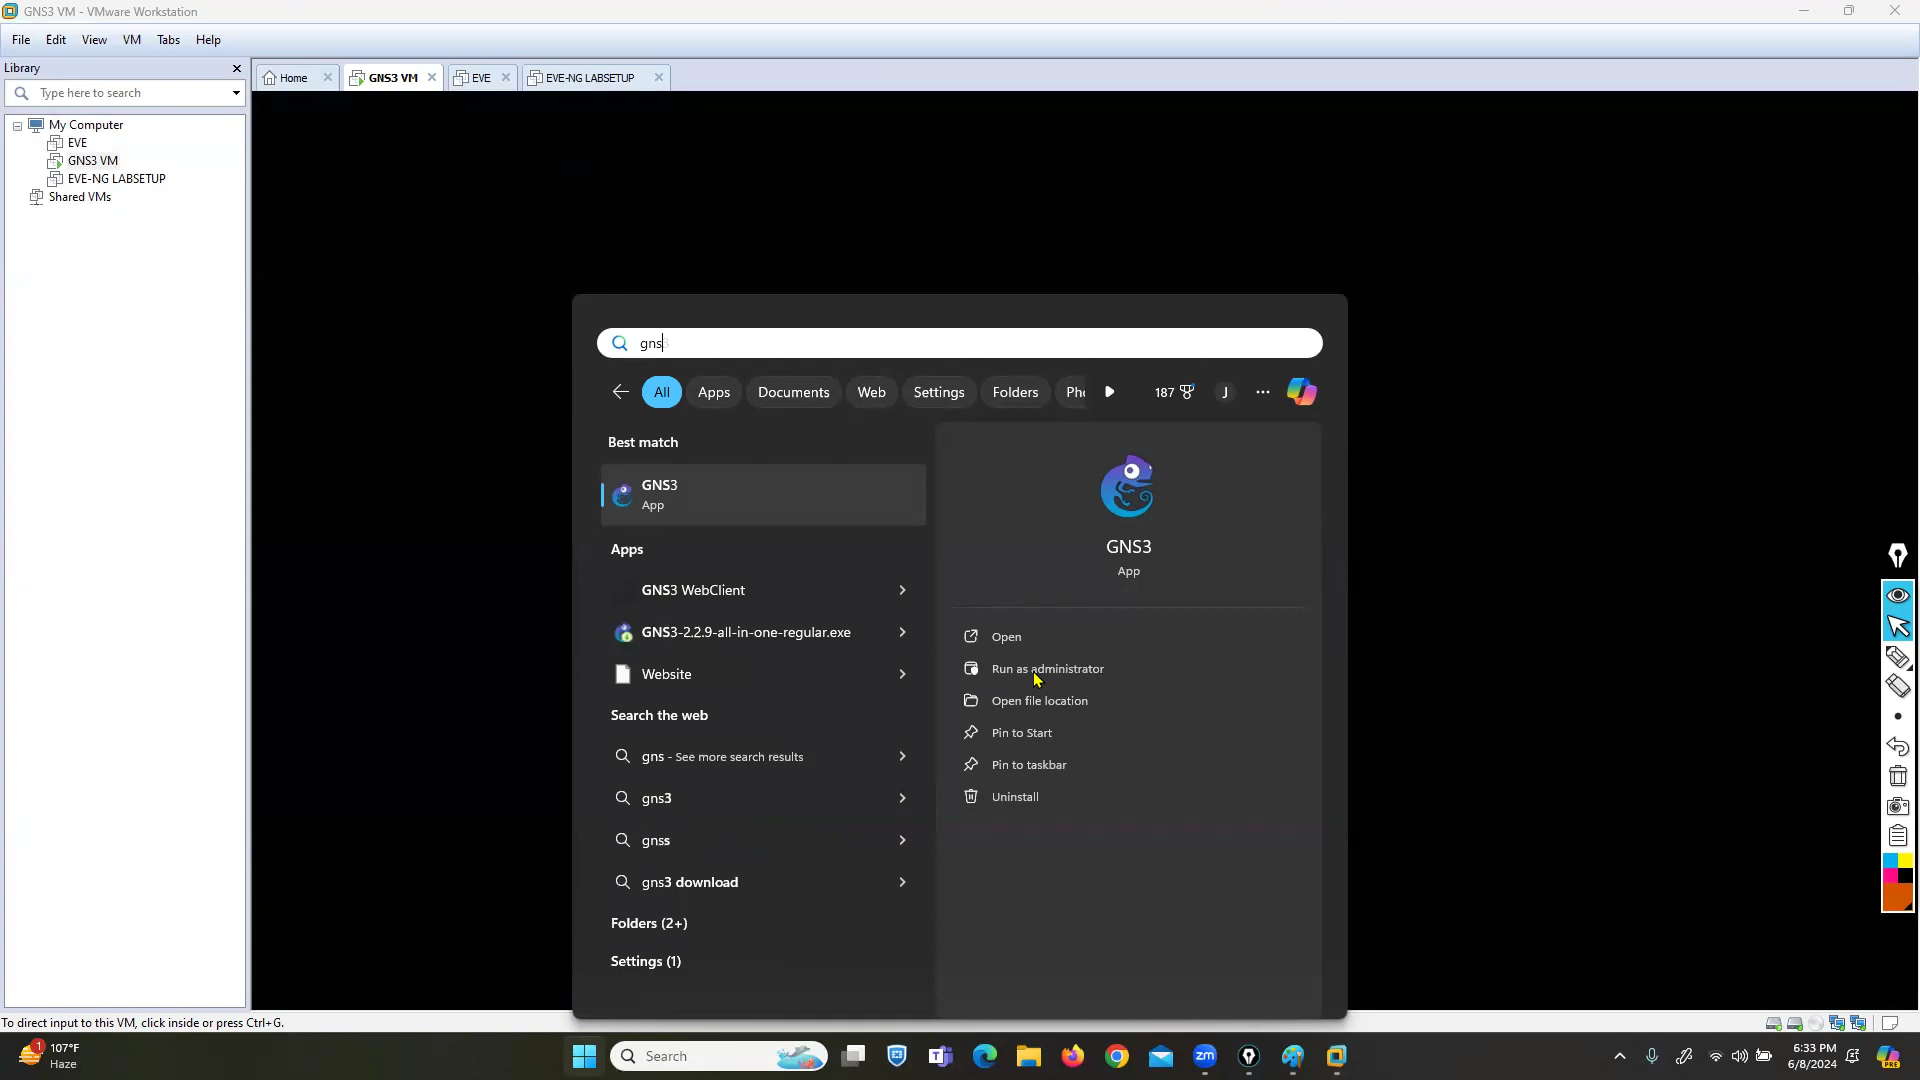 GNS3 VM - VMware Workstation
File Edit View VM Tabs Help
Library
Home GNS3 VM EVE EVE-NG LABSETUP
Type here to search
My Computer
EVE
GNS3 VM
EVE-NG LABSETUP
Shared VMs
gns3
All Apps Documents Web Settings Folders Pho 187 J
Best match
GNS3
App
Apps
GNS3 WebClient
GNS3-2.2.9-all-in-one-regular.exe
Website
Search the web
gns - See more search results
gns3
gnss
gns3 download
Folders (2+)
Settings (1)
GNS3
App
Open
Run as administrator
Open file location
Pin to Start
Pin to taskbar
Uninstall
To direct input to this VM, click inside or press Ctrl+G.
1
107°F
Haze
Search
zm
6:33 PM
6/8/2024
PRE